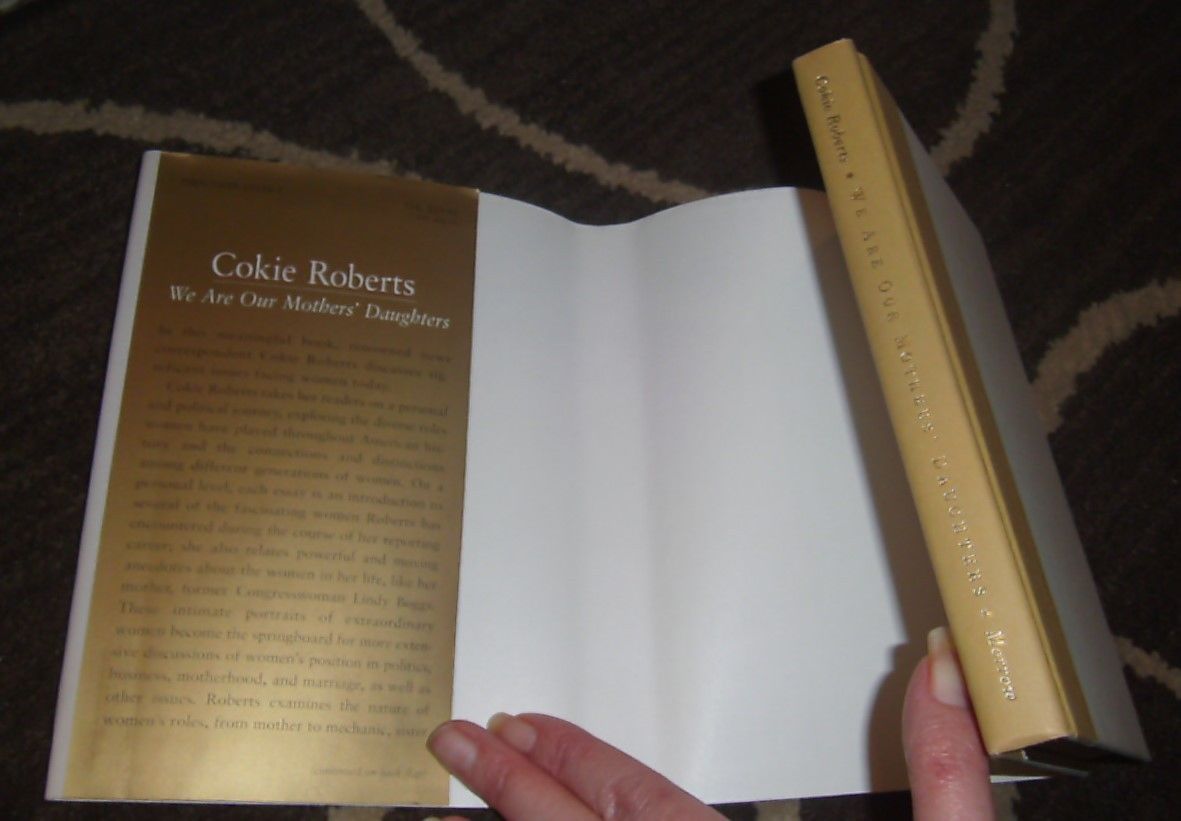 Cokie Roberts
We Are Our Mothers' Daughters
In this meaningful book, renowned news
correspondent Cokie Roberts discusses sig-
nificant issues facing women today.
Cokie Roberts takes her readers on a personal
and political journey, exploring the diverse roles
women have played throughout American his-
tory and the connections and distinctions
among different generations of women. On a
personal level, each essay is an introduction to
several of the fascinating women Roberts has
encountered during the course of her reporting
career; she also relates powerful and moving
anecdotes about the women in her life, like her
mother, former Congresswoman Lindy Boggs.
These intimate portraits of extraordinary
women become the springboard for more exten-
sive discussions of women's position in politics,
business, motherhood, and marriage, as well as
other issues. Roberts examines the nature of
women's roles, from mother to mechanic, sister
continued on back flap
Cokie Roberts • WE ARE OUR MOTHERS' DAUGHTERS • Morrow